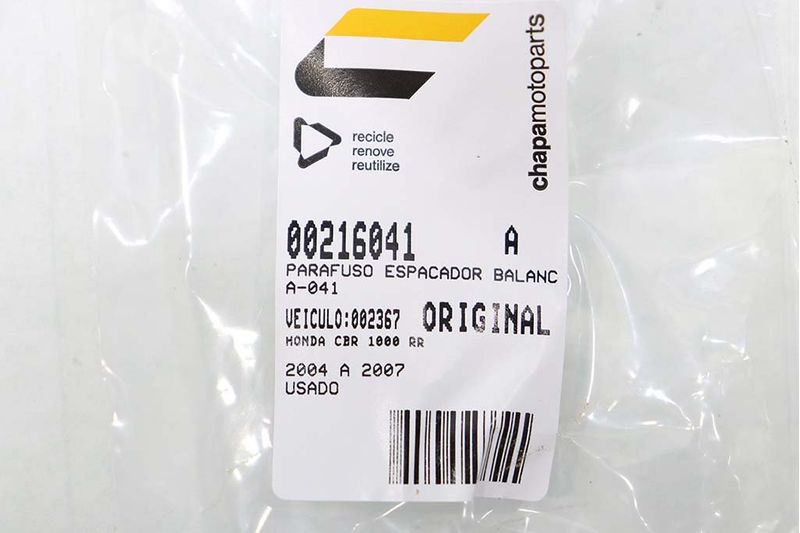 chapamotoparts
recicle
renove
reutilize
00216041 A
PARAFUSO ESPACADOR BALANC
A-041
VEICULO:002367 ORIGINAL
HONDA CBR 1000 RR
2004 A 2007
USADO